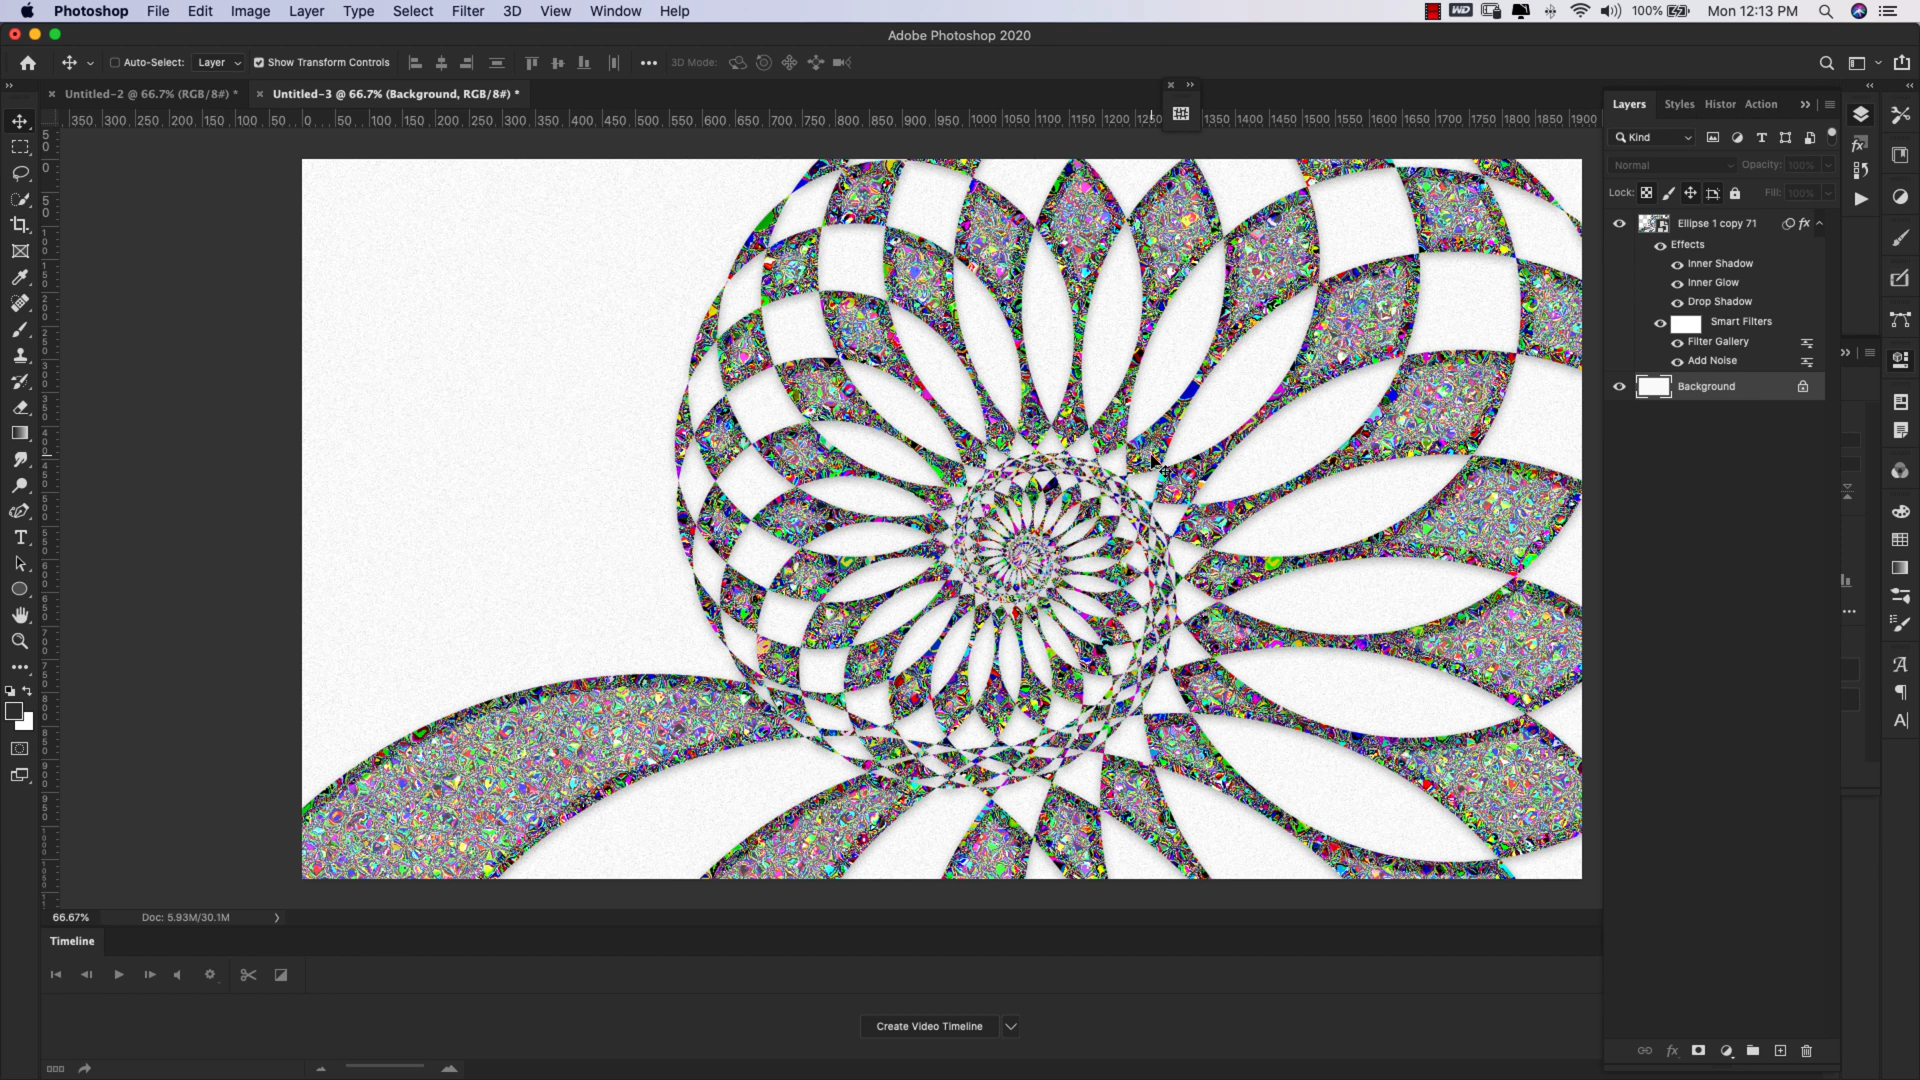 Photoshop File Edit Image Layer Type Select Filter 3D View Window Help
WD 100% Mon 12:13 PM
Adobe Photoshop 2020
Auto-Select: Layer Show Transform Controls 3D Mode:
Untitled-2 @ 66.7% (RGB/8#) * Untitled-3 @ 66.7% (Background, RGB/8#) *
350 300 250 200 150 100 50 0 50 100 150 200 250 300 350 400 450 500 550 600 650 700 750 800 850 900 950 1000 1050 1100 1150 1200 1250 1350 1400 1450 1500 1550 1600 1650 1700 1750 1800 1850 1900
Layers Styles Histor Action
Kind
Normal Opacity: 100%
Lock: Fill: 100%
Ellipse 1 copy 71 fx
Effects
Inner Shadow
Inner Glow
Drop Shadow
Smart Filters
Filter Gallery
Add Noise
Background
66.67% Doc: 5.93M/30.1M
Timeline
Create Video Timeline
fx